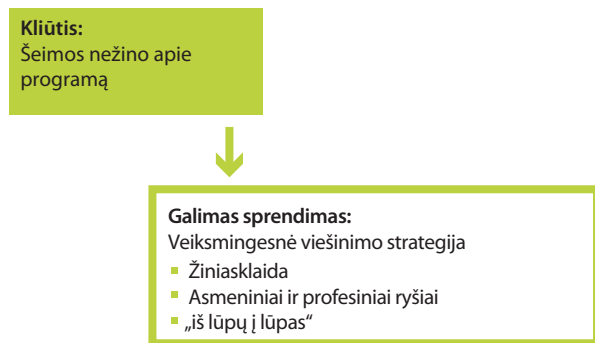 Kliūtis:
Šeimos nežino apie
programą
Galimas sprendimas:
Veiksmingesnė viešinimo strategija
Žiniasklaida
Asmeniniai ir profesiniai ryšiai
„iš lūpų į lūpas“